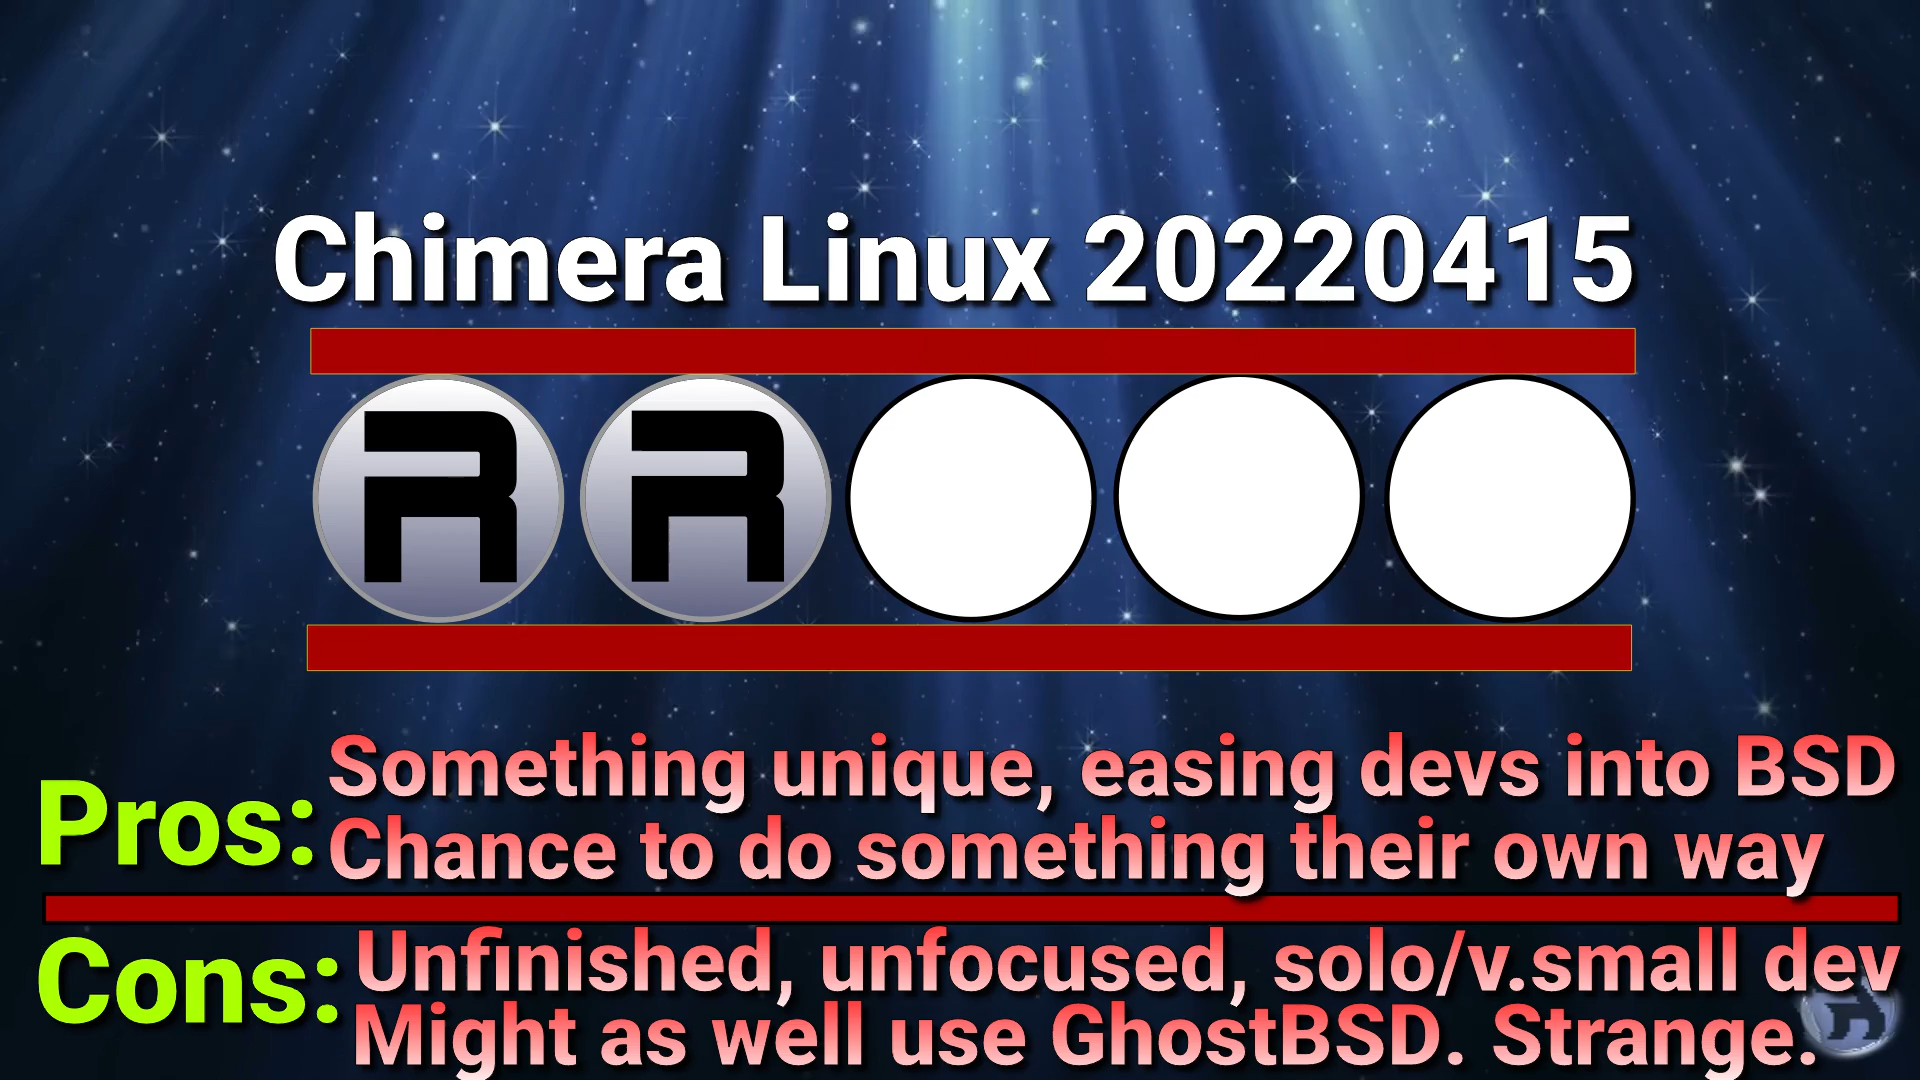 Chimera Linux 20220415
R R
Pros: Something unique, easing devs into BSD
Chance to do something their own way
Cons: Unfinished, unfocused, solo/v.small dev
Might as well use GhostBSD. Strange.